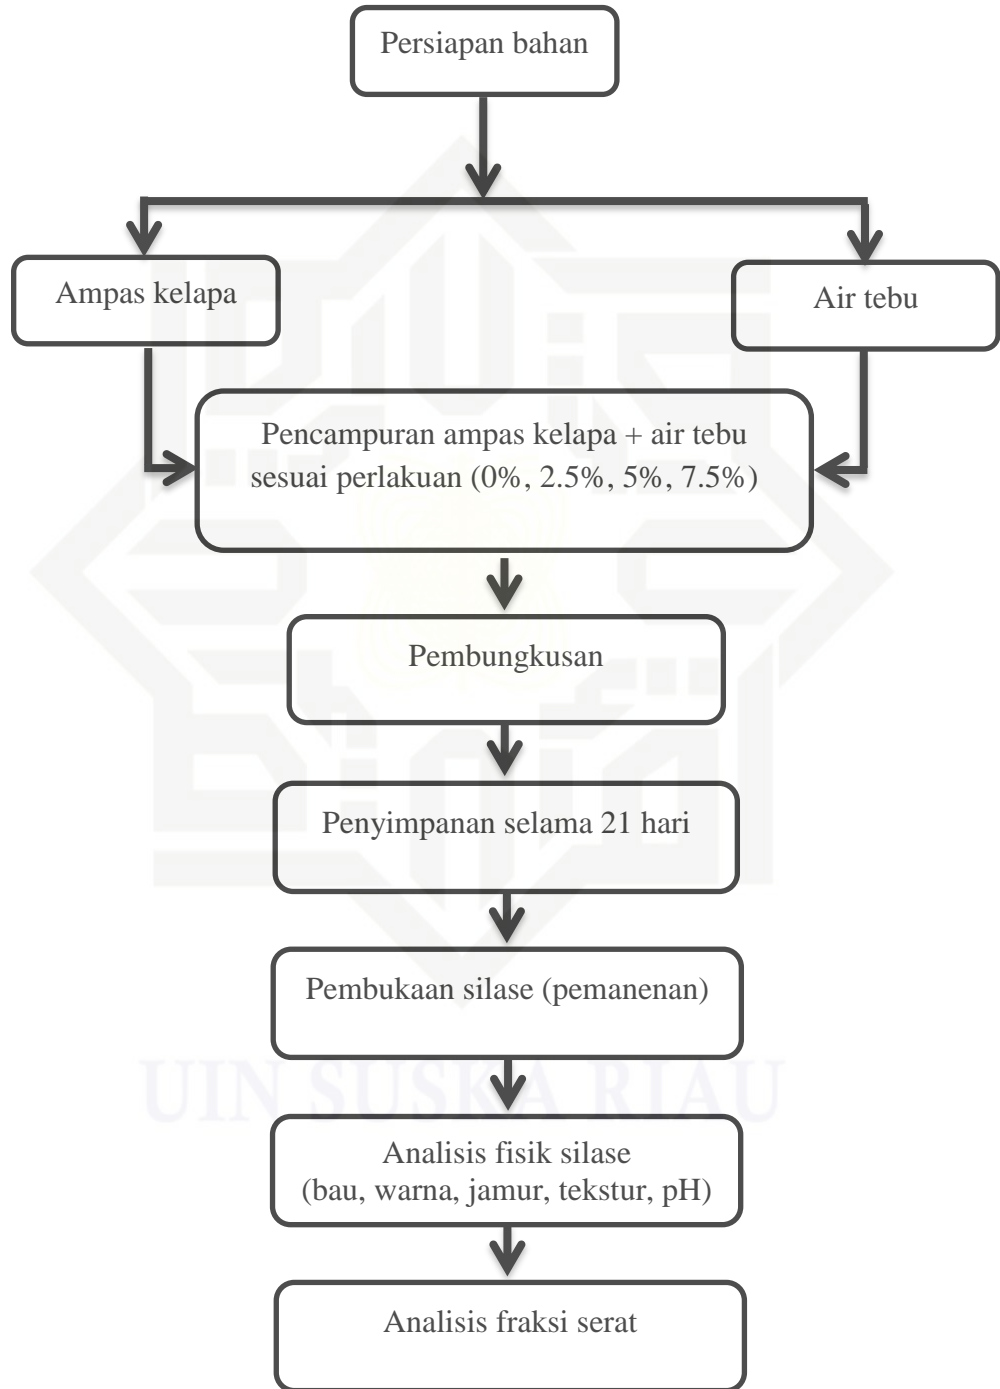 Persiapan bahan
Ampas kelapa
Air tebu
Pencampuran ampas kelapa + air tebu
sesuai perlakuan (0%, 2.5%, 5%, 7.5%)
Pembungkusan
Penyimpanan selama 21 hari
Pembukaan silase (pemanenan)
UIN SUSKA RIAU
Analisis fisik silase
(bau, warna, jamur, tekstur, pH)
Analisis fraksi serat